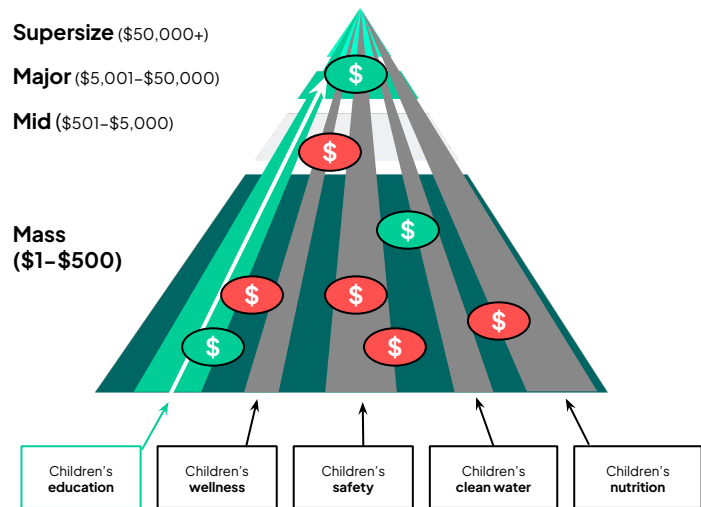 Supersize ($50,000+)
Major ($5,001–$50,000)
Mid ($501–$5,000)
Mass
($1–$500)
$
$
$
$
$
$
$
$
$
Children's
education
Children's
wellness
Children's
safety
Children's
clean water
Children's
nutrition